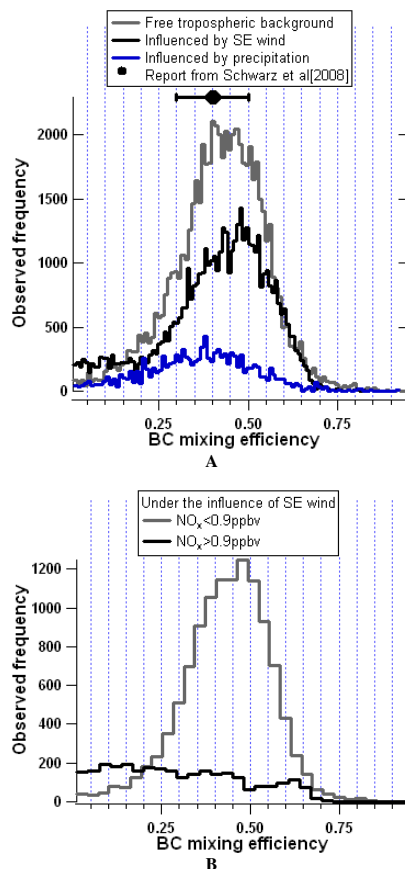 Free tropospheric background
Influenced by SE wind
Influenced by precipitation
Report from Schwarz et al[2008]
Observed frequency
2000
1500
1000
500
0
0.25
0.50
0.75
BC mixing efficiency
A
Under the influence of SE wind
NOx<0.9ppbv
NOx>0.9ppbv
Observed frequency
1200
1000
800
600
400
200
0
0.25
0.50
0.75
BC mixing efficiency
B